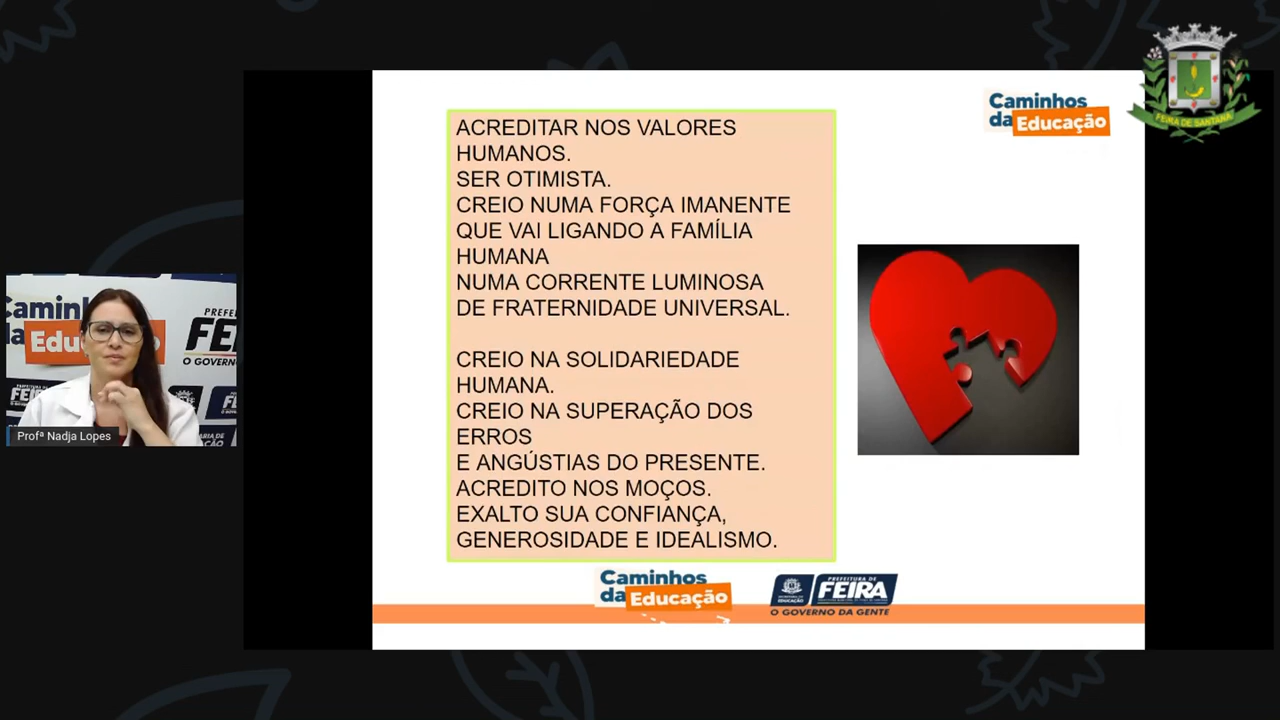 Caminhos
da Educação
FEIRA DE SANTANA
ACREDITAR NOS VALORES
HUMANOS.
SER OTIMISTA.
CREIO NUMA FORÇA IMANENTE
QUE VAI LIGANDO A FAMÍLIA
HUMANA
NUMA CORRENTE LUMINOSA
DE FRATERNIDADE UNIVERSAL.
CREIO NA SOLIDARIEDADE
HUMANA.
CREIO NA SUPERAÇÃO DOS
ERROS
E ANGÚSTIAS DO PRESENTE.
ACREDITO NOS MOÇOS.
EXALTO SUA CONFIANÇA,
GENEROSIDADE E IDEALISMO.
Profª Nadja Lopes
Caminhos
da Educação
PREFEITURA DE
FEIRA
O GOVERNO DA GENTE